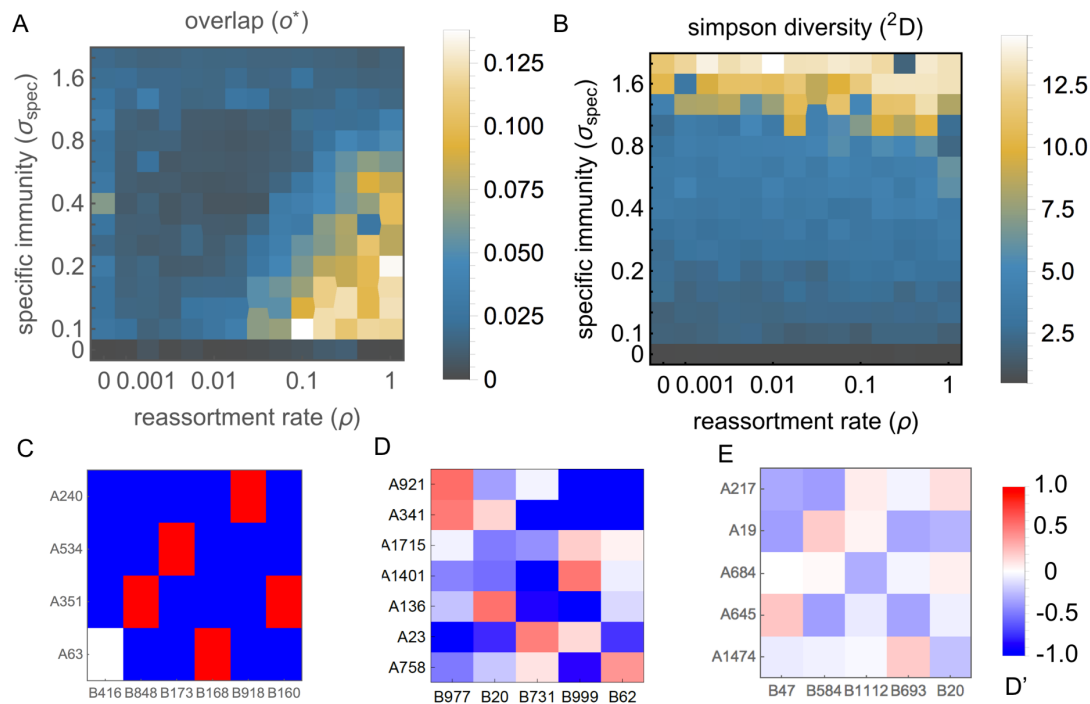 A
overlap (o*)
specific immunity (σspec)
1.6
0.8
0.4
0.2
0.1
0
0 0.001 0.01 0.1 1
reassortment rate (ρ)
0.125
0.100
0.075
0.050
0.025
0
B
simpson diversity (²D)
specific immunity (σspec)
1.6
0.8
0.4
0.2
0.1
0
0 0.001 0.01 0.1 1
reassortment rate (ρ)
12.5
10.0
7.5
5.0
2.5
C
A240
A534
A351
A63
B416 B848 B173 B168 B918 B160
D
A921
A341
A1715
A1401
A136
A23
A758
B977 B20 B731 B999 B62
E
A217
A19
A684
A645
A1474
B47 B584 B1112 B693 B20
1.0
0.5
0
-0.5
-1.0
D'